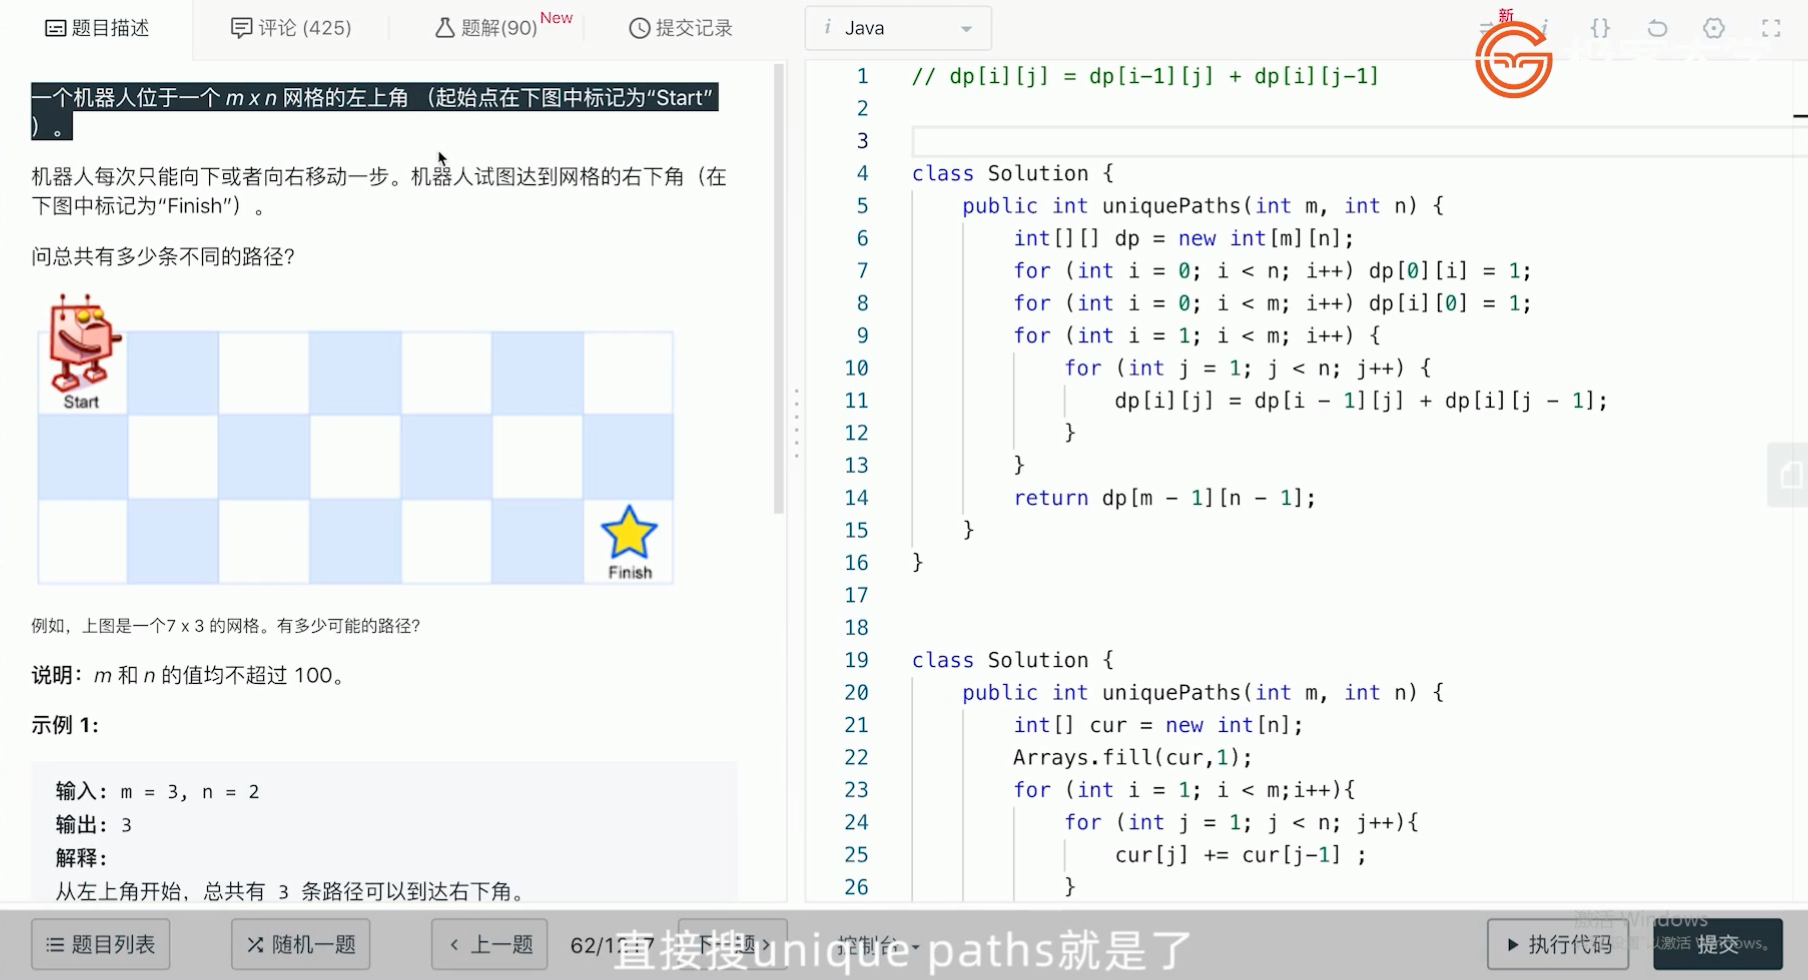 题目描述
评论 (425)
题解(90)
New
提交记录
i Java
新
i
{}
一个机器人位于一个 m x n 网格的左上角 （起始点在下图中标记为“Start”
）。
机器人每次只能向下或者向右移动一步。机器人试图达到网格的右下角（在
下图中标记为“Finish”）。
问总共有多少条不同的路径？
Start
Finish
例如，上图是一个7 x 3 的网格。有多少可能的路径？
说明：m 和 n 的值均不超过 100。
示例 1:
输入: m = 3, n = 2
输出: 3
解释:
从左上角开始，总共有 3 条路径可以到达右下角。
1 // dp[i][j] = dp[i-1][j] + dp[i][j-1]
2
3
4 class Solution {
5 public int uniquePaths(int m, int n) {
6 int[][] dp = new int[m][n];
7 for (int i = 0; i < n; i++) dp[0][i] = 1;
8 for (int i = 0; i < m; i++) dp[i][0] = 1;
9 for (int i = 1; i < m; i++) {
10 for (int j = 1; j < n; j++) {
11 dp[i][j] = dp[i - 1][j] + dp[i][j - 1];
12 }
13 }
14 return dp[m - 1][n - 1];
15 }
16 }
17
18
19 class Solution {
20 public int uniquePaths(int m, int n) {
21 int[] cur = new int[n];
22 Arrays.fill(cur,1);
23 for (int i = 1; i < m;i++){
24 for (int j = 1; j < n; j++){
25 cur[j] += cur[j-1] ;
26 }
题目列表
随机一题
< 上一题
62/
执行代码
提交
激活 Windows
直接搜unique paths就是了